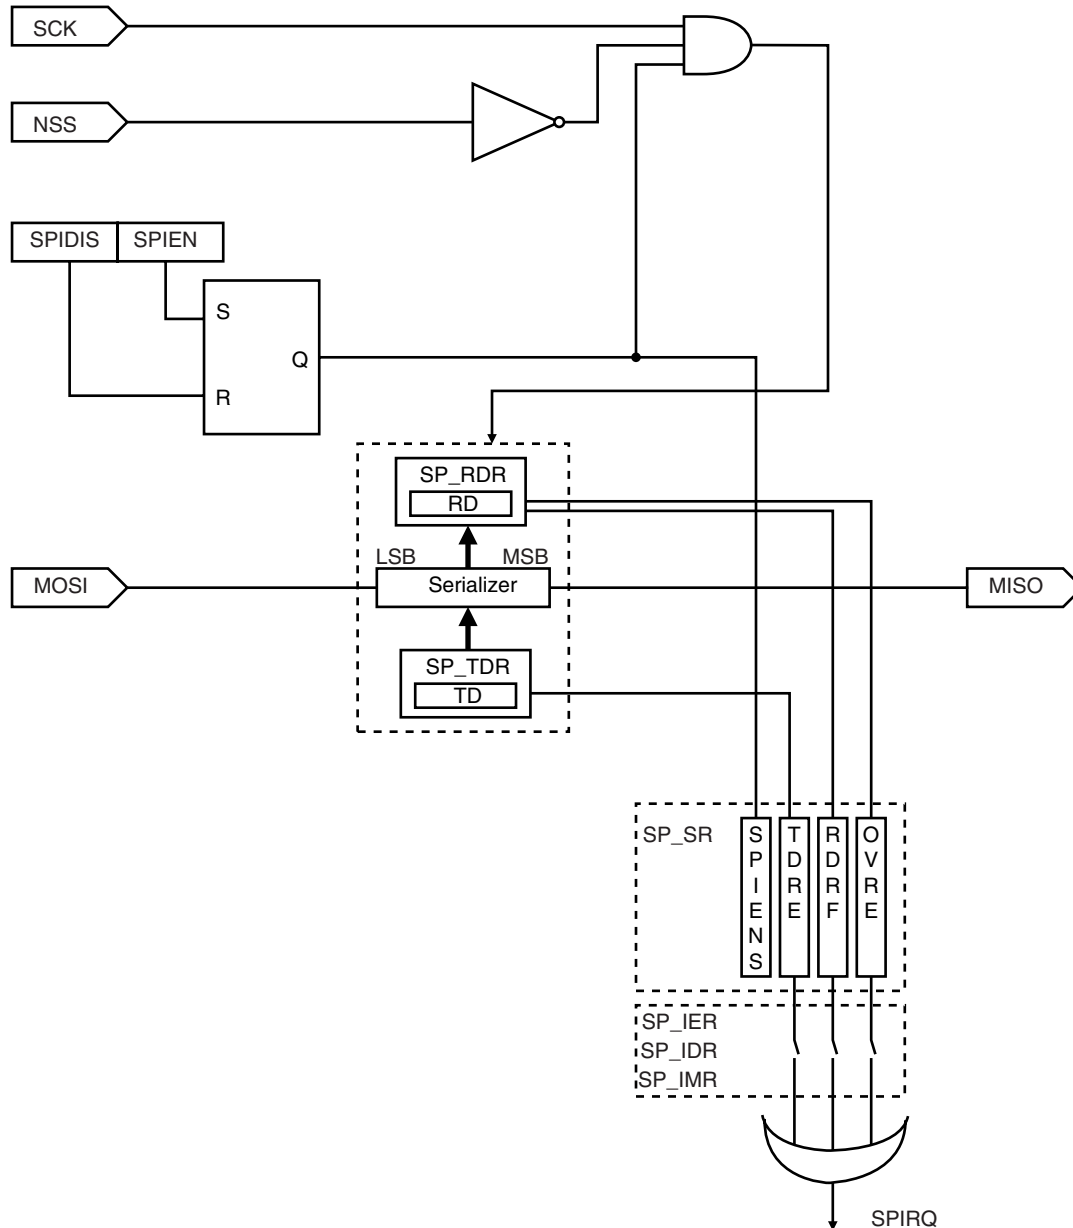 SCK
NSS
SPIDIS SPIEN
S
Q
R
SP_RDR
RD
LSB MSB
MOSI Serializer MISO
SP_TDR
TD
SP_SR
SPIENS
TDRE
RDRF
OVRE
SP_IER
SP_IDR
SP_IMR
SPIRQ